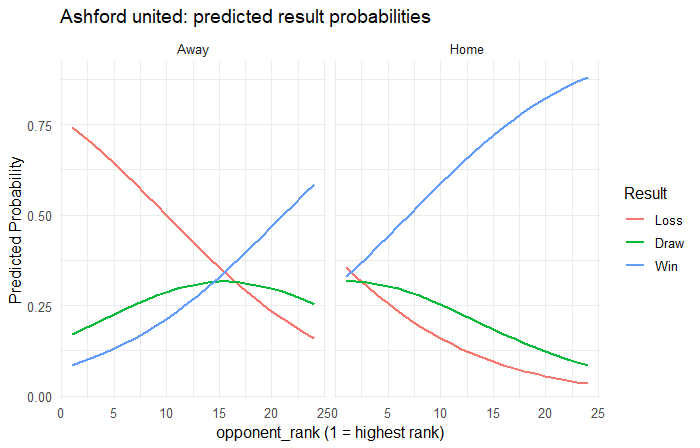 Ashford united: predicted result probabilities
Away
Home
0.75
0.50
0.25
0.00
Predicted Probability
0 5 10 15 20 25
0 5 10 15 20 25
opponent_rank (1 = highest rank)
Result
Loss
Draw
Win